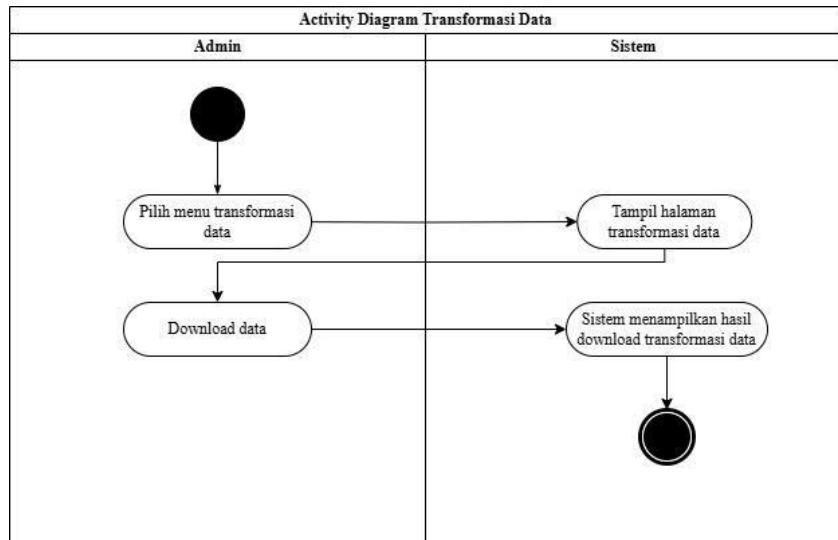 Activity Diagram Transformasi Data
Admin
Sistem
Pilih menu transformasi
data
Tampil halaman
transformasi data
Download data
Sistem menampilkan hasil
download transformasi data